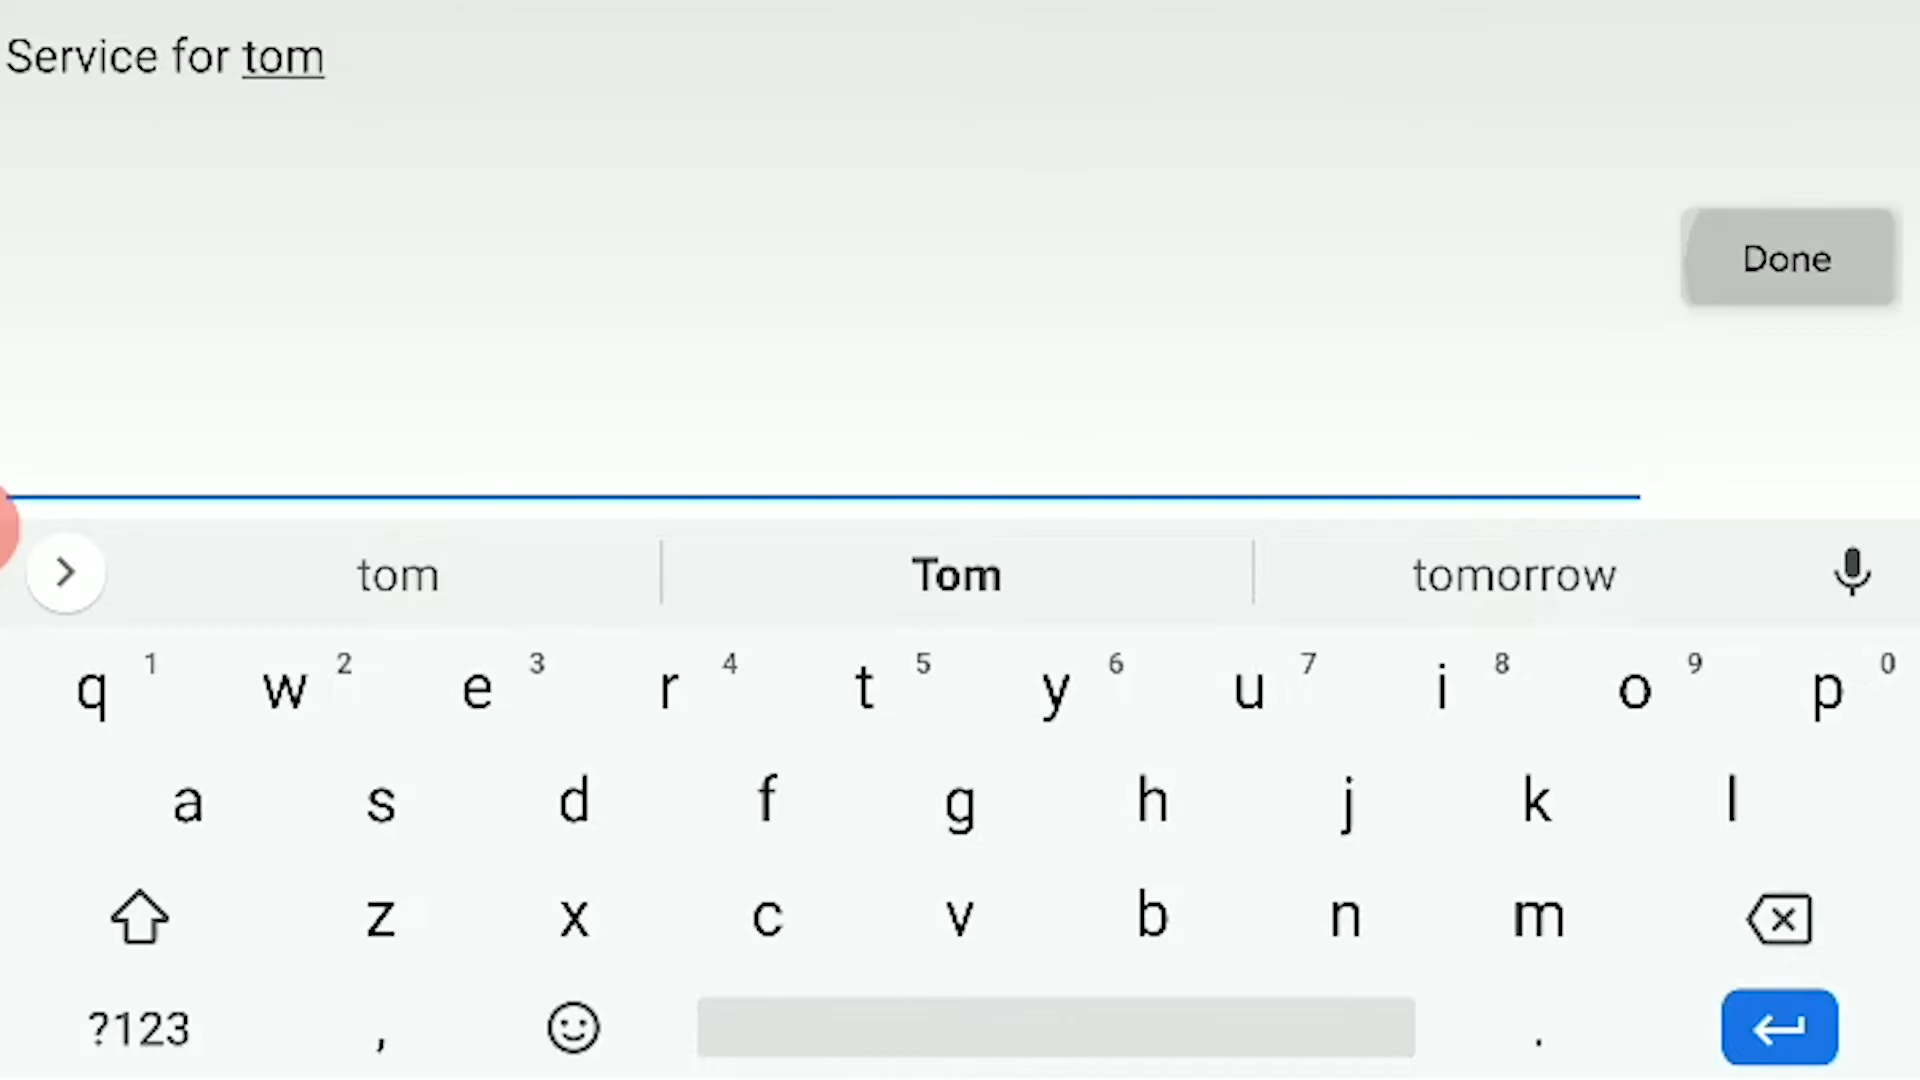 Service for tom
Done
tom Tom tomorrow
q 1 w 2 e 3 r 4 t 5 y 6 u 7 i 8 o 9 p 0
a s d f g h j k l
z x c v b n m
?123 , .